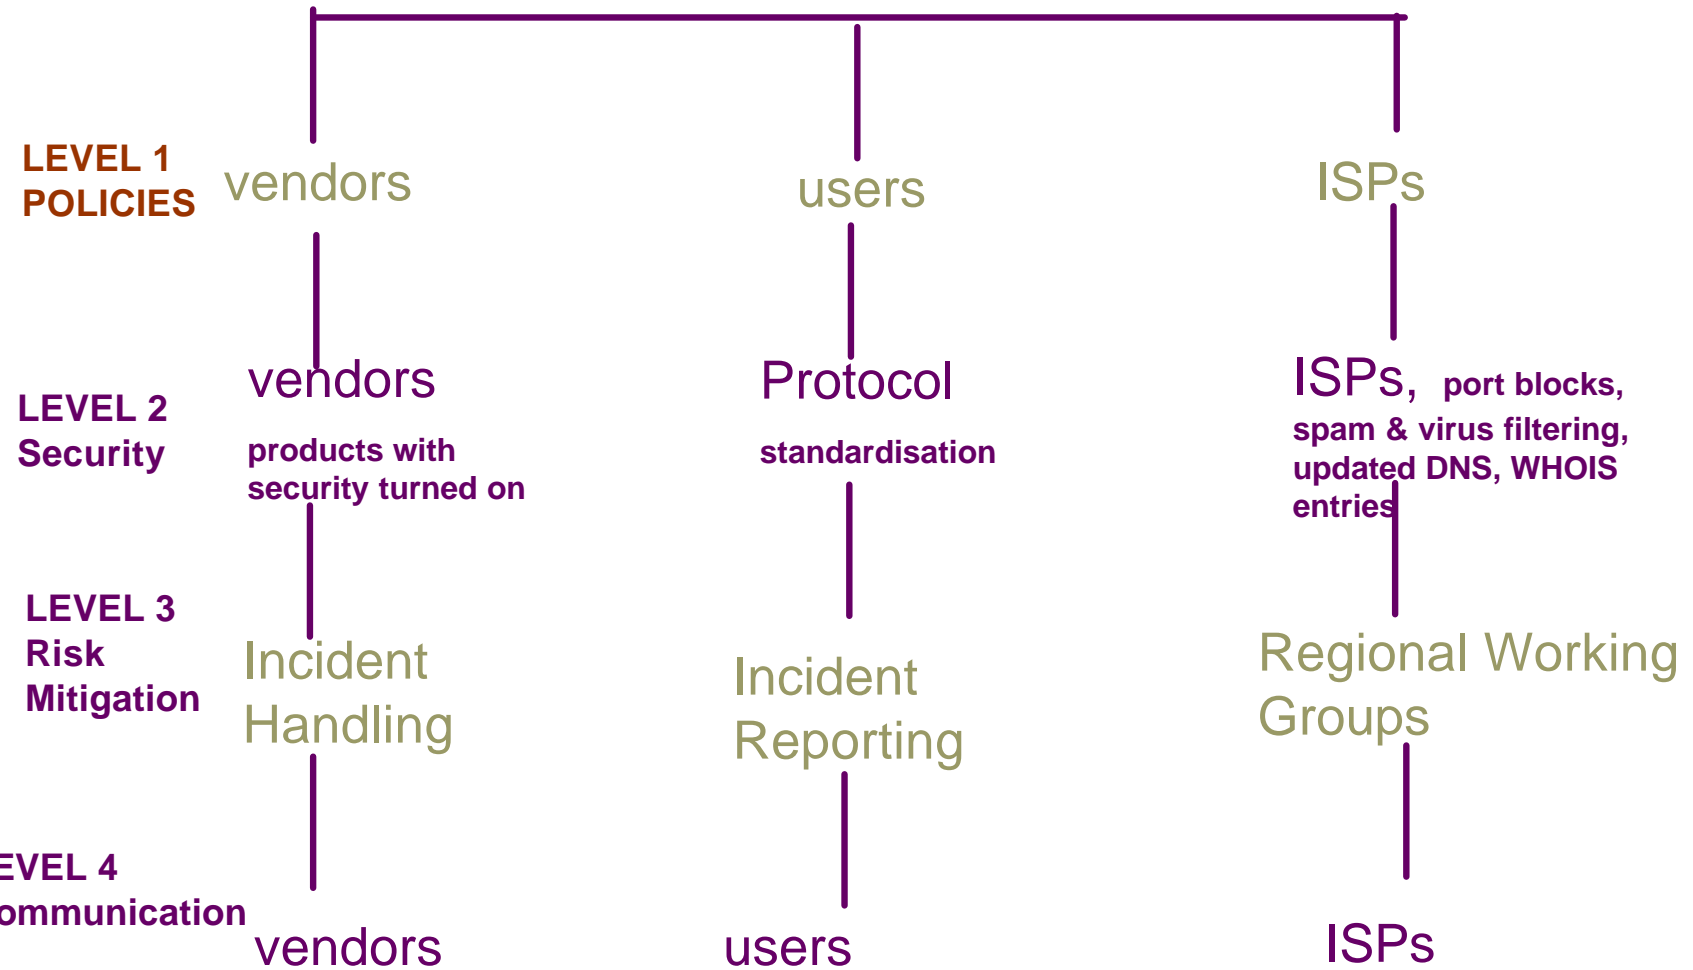 LEVEL 1
POLICIES
vendors
users
ISPs
LEVEL 2
Security
vendors
products with
security turned on
Protocol
standardisation
ISPs, port blocks,
spam & virus filtering,
updated DNS, WHOIS
entries
LEVEL 3
Risk
Mitigation
Incident
Handling
Incident
Reporting
Regional Working
Groups
EVEL 4
ommunication
vendors
users
ISPs